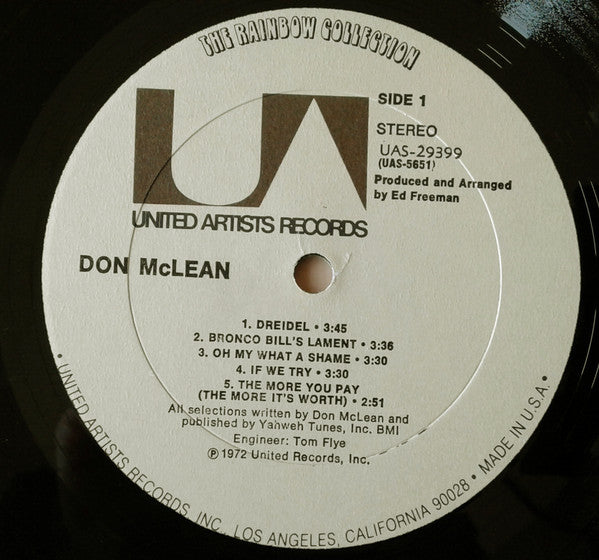 THE RAINBOW COLLECTION
UA
SIDE 1
STEREO
UAS-29399
(UAS-5651)
Produced and Arranged
by Ed Freeman
UNITED ARTISTS RECORDS
DON McLEAN
1. DREIDEL • 3:45
2. BRONCO BILL'S LAMENT • 3:36
3. OH MY WHAT A SHAME • 3:30
4. IF WE TRY • 3:30
5. THE MORE YOU PAY
(THE MORE IT'S WORTH) • 2:51
All selections written by Don McLean and
published by Yahweh Tunes, Inc. BMI
Engineer: Tom Flye
℗ 1972 United Records, Inc.
• UNITED ARTISTS RECORDS, INC., LOS ANGELES, CALIFORNIA 90028 • MADE IN U.S.A. •